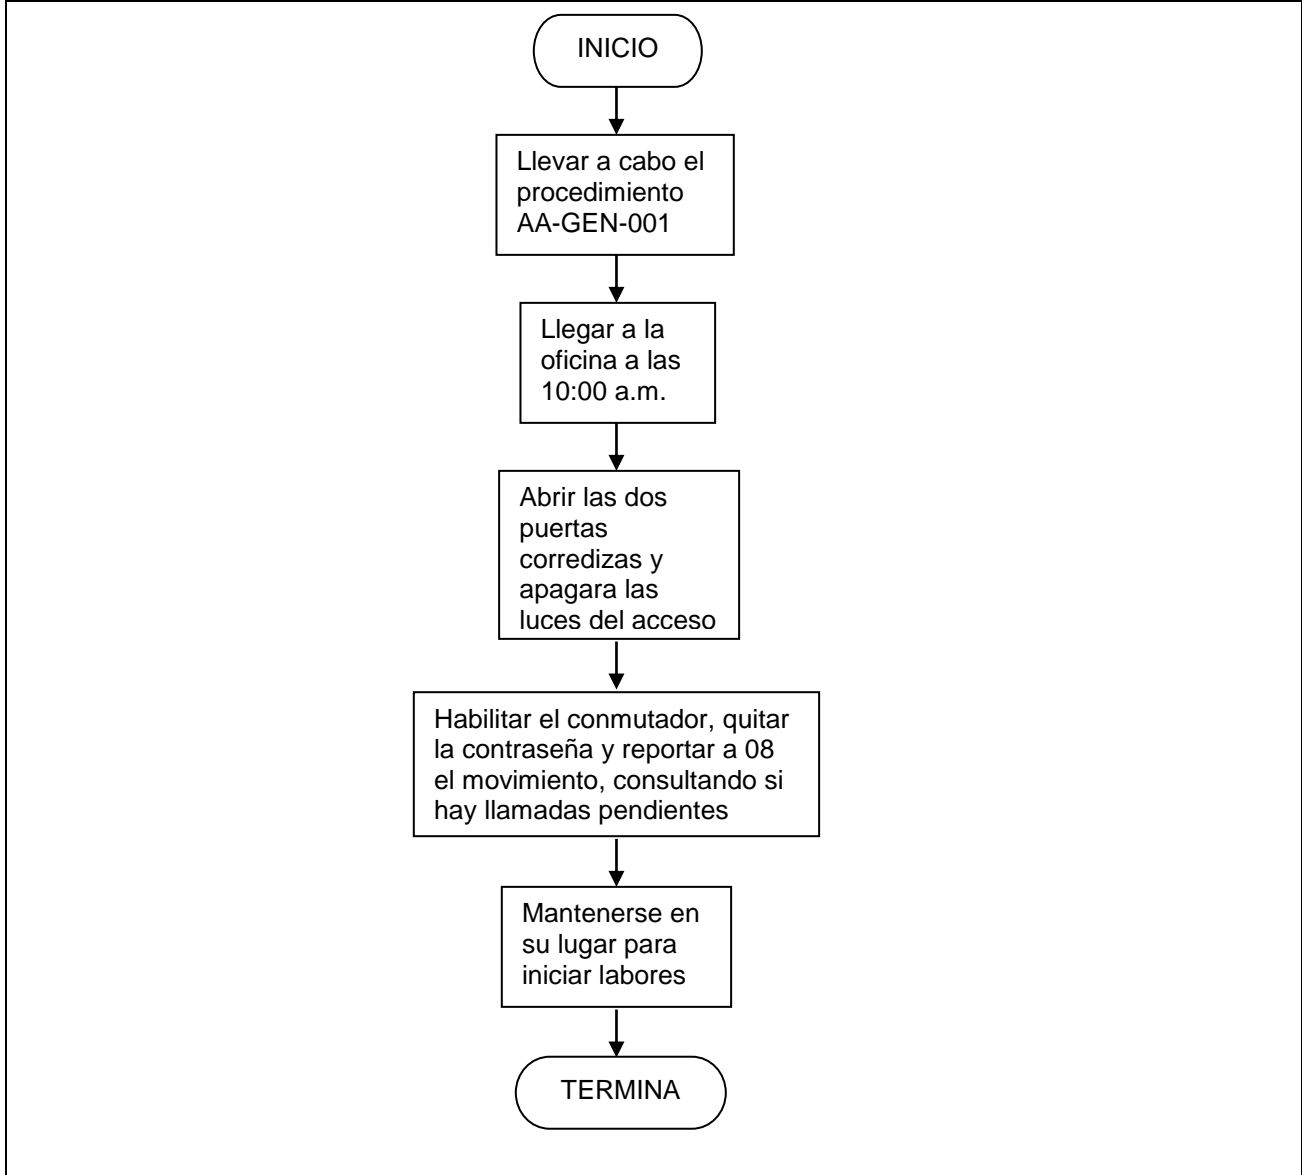 INICIO
Llevar a cabo el
procedimiento
AA-GEN-001
Llegar a la
oficina a las
10:00 a.m.
Abrir las dos
puertas
corredizas y
apagara las
luces del acceso
Habilitar el conmutador, quitar
la contraseña y reportar a 08
el movimiento, consultando si
hay llamadas pendientes
Mantenerse en
su lugar para
iniciar labores
TERMINA